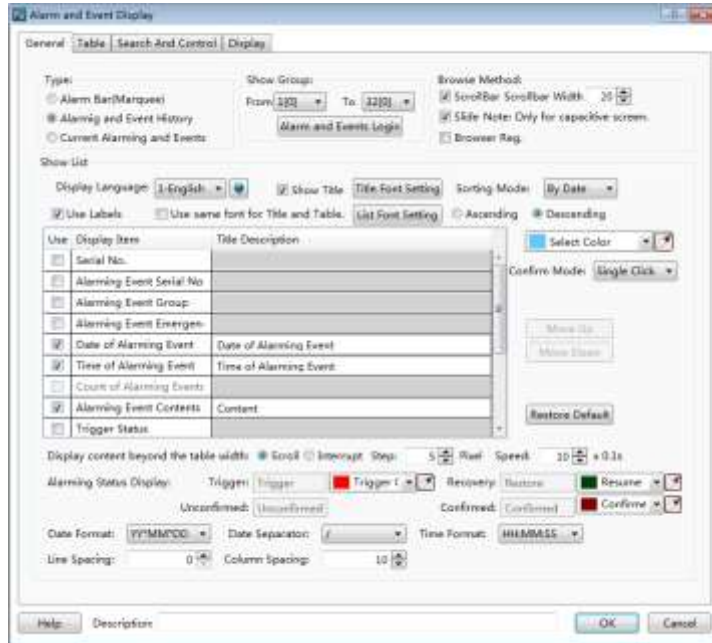 Alarm and Event Display
General Table Search And Control Display
Type: Show Group: Browse Method:
Alarm Bar(Marquee) From 1[0] To 32[0] ScrollBar Scrollbar Width 20
Alarmig and Event History Alarm and Events Login Slide Note: Only for capacitive screen.
Current Alarming and Events Browser Reg.
Show List
Display Language: 1-English Show Title Title Font Setting Sorting Mode: By Date
Use Labels Use same font for Title and Table. List Font Setting Ascending Descending
Use Display Item Title Description Select Color
Serial No.
Alarming Event Serial No Confirm Mode: Single Click
Alarming Event Group
Alarming Event Emergen
Move Up
Date of Alarming Event Date of Alarming Event
Move Down
Time of Alarming Event Time of Alarming Event
Count of Alarming Events
Alarming Event Contents Content Restore Default
Trigger Status
Display content beyond the table width: Scroll Interrupt Step: 5 Pixel Speed: 10 x 0.1s
Alarming Status Display: Trigger: Trigger Trigger C Recovery: Restore Resume
Unconfirmed: Unconfirmed Confirmed: Confirmed Confirme
Date Format: YY*MM*DD Date Separator: / Time Format: HH:MM:SS
Line Spacing: 0 Column Spacing: 10
Help Description: OK Cancel